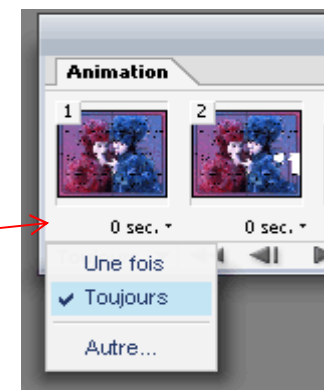 Animation
1 2
0 sec. 0 sec.
Une fois
Toujours
Autre...